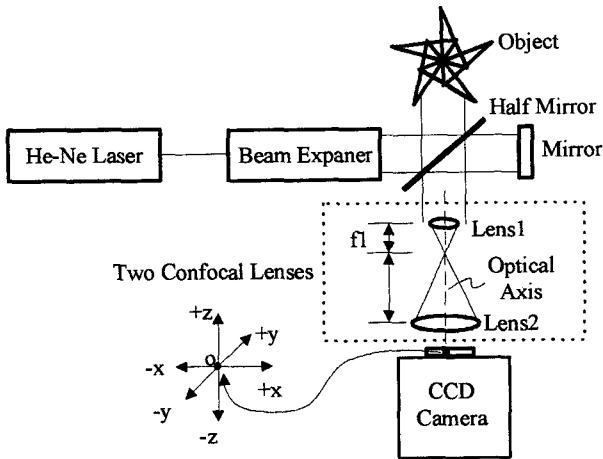 Object
Half Mirror
He-Ne Laser
Beam Expaner
Mirror
f1
Lens1
Two Confocal Lenses
Optical
Axis
Lens2
+z
+y
-x
o
+x
-y
-z
CCD
Camera